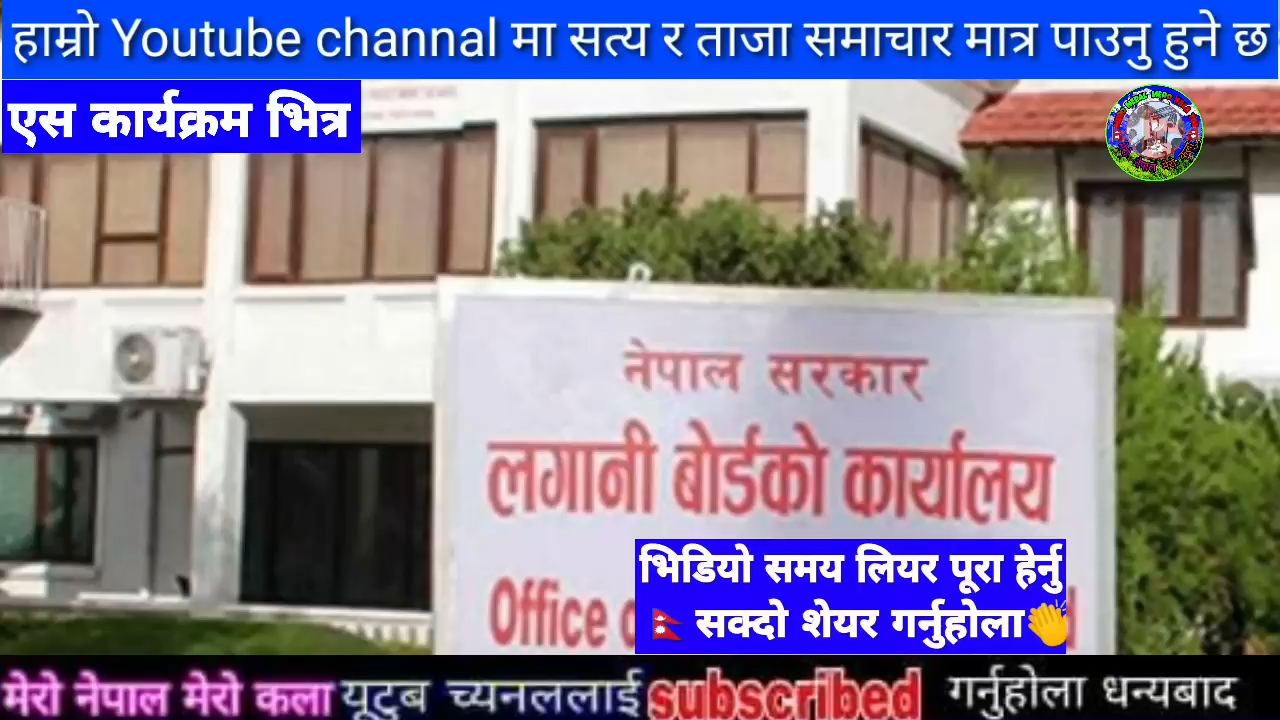 हाम्रो Youtube channal मा सत्य र ताजा समाचार मात्र पाउनु हुने छ
एस कार्यक्रम भित्र
नेपाल सरकार
लगानी बोर्डको कार्यालय
Office
भिडियो समय लियर पूरा हेर्नु
सक्दो शेयर गर्नुहोला
मेरो नेपाल मेरो कला यूटुब च्यनललाई subscribed गर्नुहोला धन्यबाद